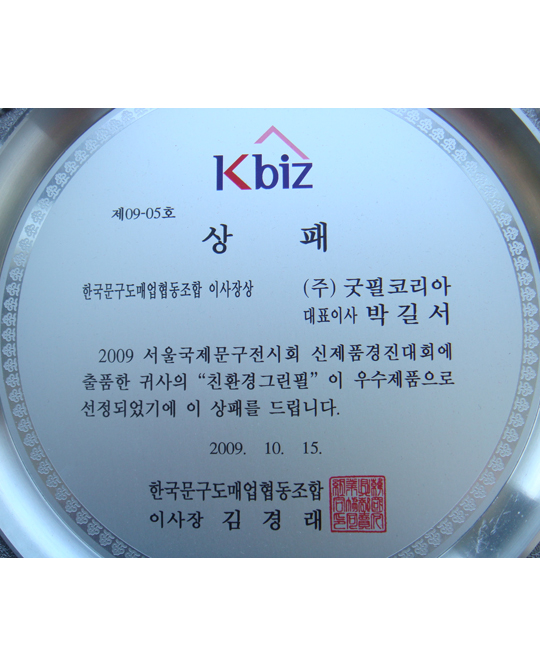 Kbiz
제09-05호
상 패
한국문구도매업협동조합 이사장상 (주) 굿필코리아
대표이사 박길서
2009 서울국제문구전시회 신제품경진대회에
출품한 귀사의 “친환경그린필” 이 우수제품으로
선정되었기에 이 상패를 드립니다.
2009. 10. 15.
한국문구도매업협동조합
이사장 김경래